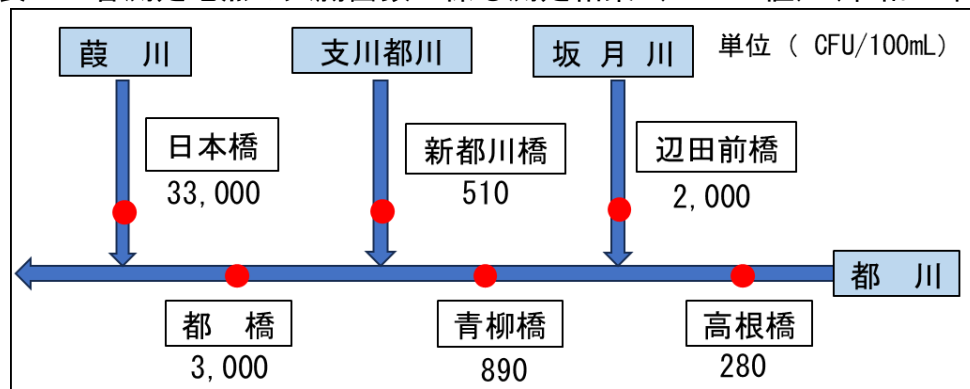 葭 川
支川都川
坂 月 川
単位（ CFU/100mL）
日本橋
33,000
新都川橋
510
辺田前橋
2,000
都 川
都 橋
3,000
青柳橋
890
高根橋
280